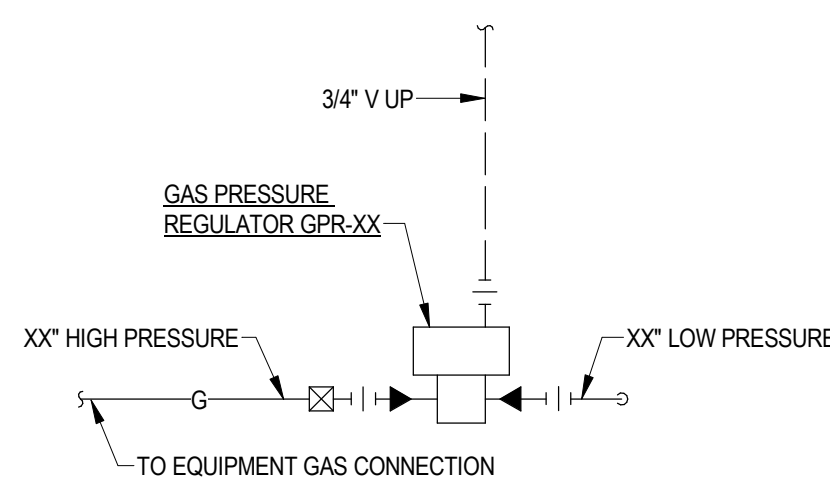 3/4" V UP
GAS PRESSURE
REGULATOR GPR-XX
XX" HIGH PRESSURE
XX" LOW PRESSURE
G
TO EQUIPMENT GAS CONNECTION